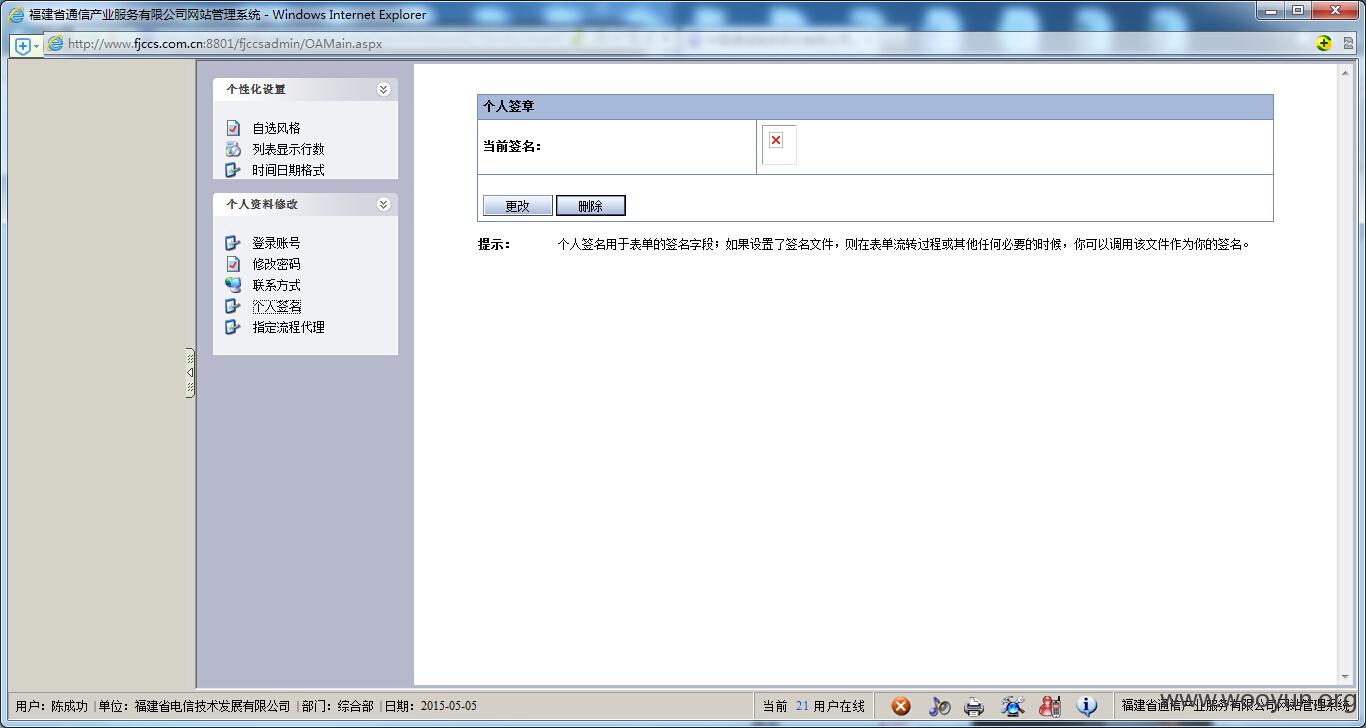 福建省通信产业服务有限公司网站管理系统 - Windows Internet Explorer
http://www.fjccs.com.cn:8801/fjccsadmin/OAMain.aspx
个性化设置
自选风格
列表显示行数
时间日期格式
个人资料修改
登录账号
修改密码
联系方式
个人签名
指定流程代理
个人签章
当前签名：
更改 删除
提示： 个人签名用于表单的签名字段；如果设置了签名文件，则在表单流转过程或其他任何必要的时候，你可以调用该文件作为你的签名。
用户：陈成功 |单位：福建省电信技术发展有限公司 |部门：综合部 |日期：2015-05-05 当前 21 用户在线 福建省通信产业服务有限公司网站管理系统
www.wooyun.org